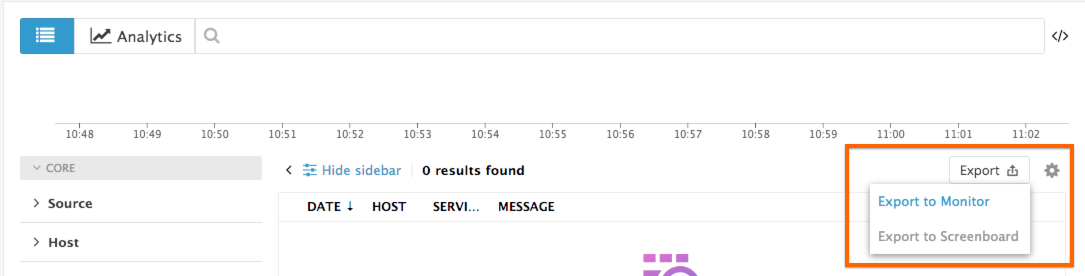 Analytics
</>
10:48 10:49 10:50 10:51 10:52 10:53 10:54 10:55 10:56 10:57 10:58 10:59 11:00 11:01 11:02
CORE
Hide sidebar 0 results found
Export
Source
DATE ↓ HOST SERVI... MESSAGE
Export to Monitor
Export to Screenboard
Host